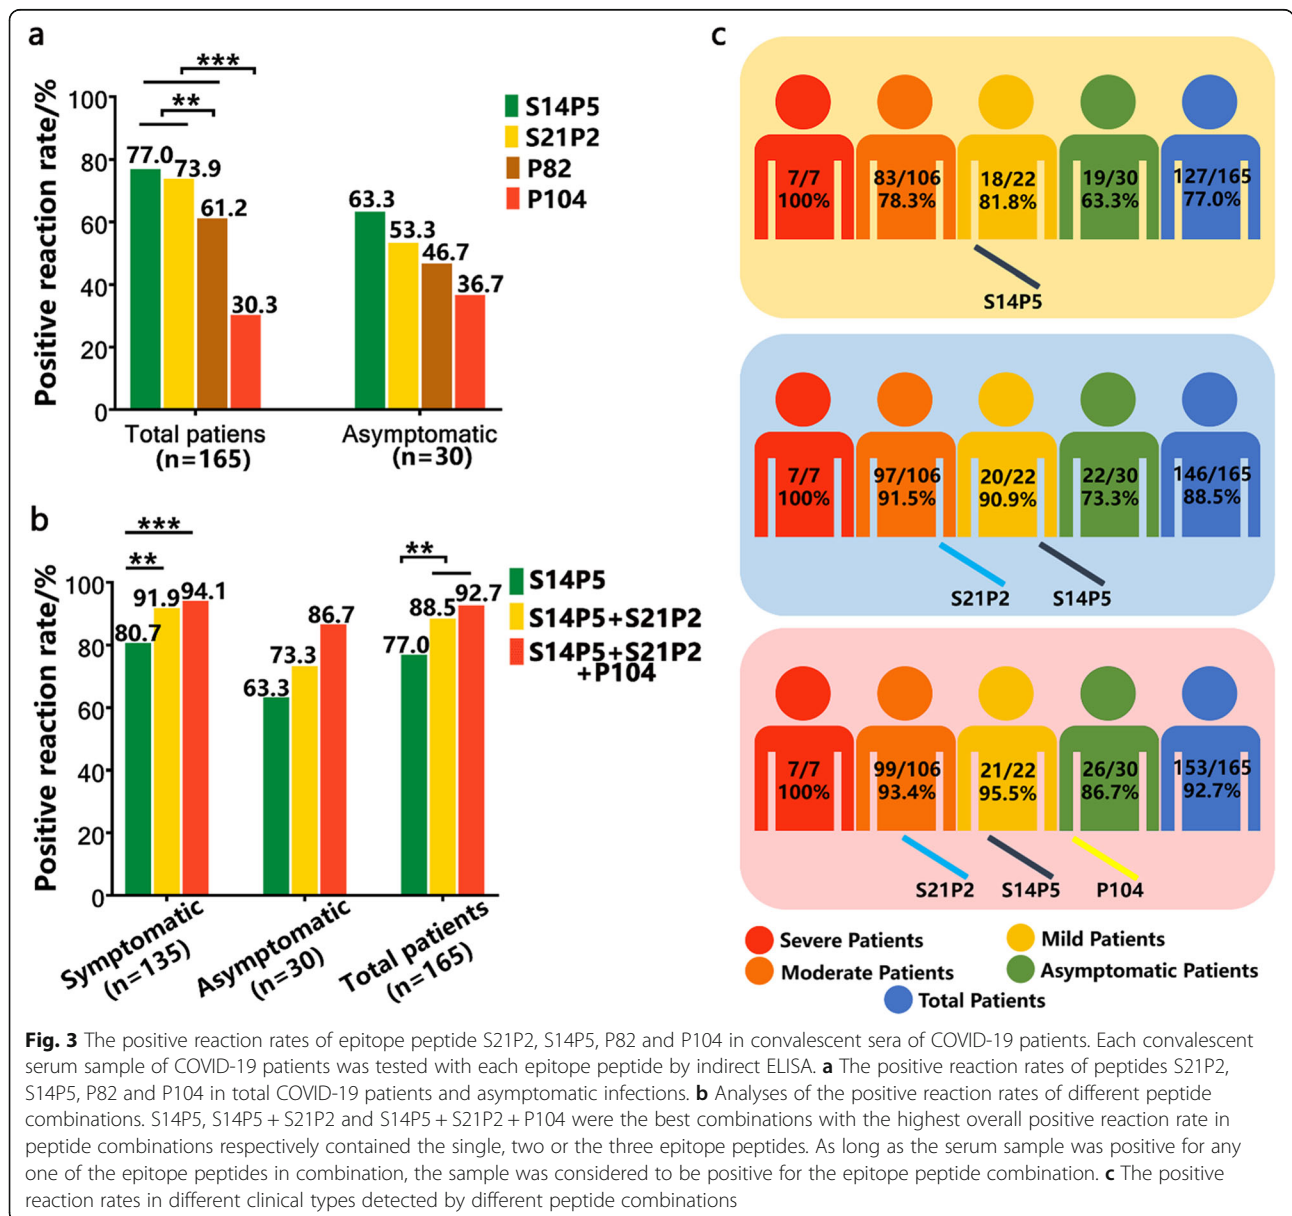 a
***
**
Positive reaction rate/%
100
80
60
40
20
0
77.0
73.9
61.2
30.3
63.3
53.3
46.7
36.7
S14P5
S21P2
P82
P104
Total patiens
(n=165)
Asymptomatic
(n=30)
b
***
**
**
Positive reaction rate/%
100
80
60
40
20
0
80.7
91.9
94.1
63.3
73.3
86.7
77.0
88.5
92.7
S14P5
S14P5+S21P2
S14P5+S21P2
+P104
Symptomatic
(n=135)
Asymptomatic
(n=30)
Total patients
(n=165)
c
7/7 83/106 18/22 19/30 127/165
100% 78.3% 81.8% 63.3% 77.0%
S14P5
7/7 97/106 20/22 22/30 146/165
100% 91.5% 90.9% 73.3% 88.5%
S21P2 S14P5
7/7 99/106 21/22 26/30 153/165
100% 93.4% 95.5% 86.7% 92.7%
S21P2 S14P5 P104
Severe Patients Mild Patients
Moderate Patients Asymptomatic Patients
Total Patients
Fig. 3 The positive reaction rates of epitope peptide S21P2, S14P5, P82 and P104 in convalescent sera of COVID-19 patients. Each convalescent
serum sample of COVID-19 patients was tested with each epitope peptide by indirect ELISA. a The positive reaction rates of peptides S21P2,
S14P5, P82 and P104 in total COVID-19 patients and asymptomatic infections. b Analyses of the positive reaction rates of different peptide
combinations. S14P5, S14P5 + S21P2 and S14P5 + S21P2 + P104 were the best combinations with the highest overall positive reaction rate in
peptide combinations respectively contained the single, two or the three epitope peptides. As long as the serum sample was positive for any
one of the epitope peptides in combination, the sample was considered to be positive for the epitope peptide combination. c The positive
reaction rates in different clinical types detected by different peptide combinations